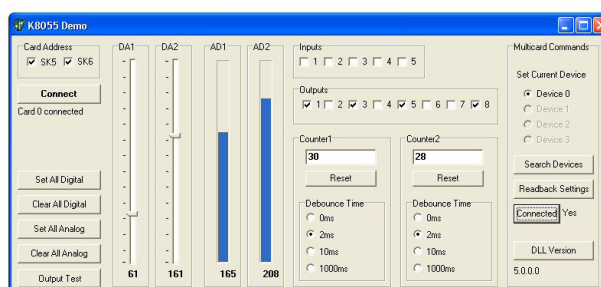 K8055 Demo
Card Address
SK5 SK6
Connect
Card 0 connected
Set All Digital
Clear All Digital
Set All Analog
Clear All Analog
Output Test
DA1
61
DA2
161
AD1
165
AD2
208
Inputs
1 2 3 4 5
Outputs
1 2 3 4 5 6 7 8
Counter1
30
Reset
Debounce Time
0ms
2ms
10ms
1000ms
Counter2
28
Reset
Debounce Time
0ms
2ms
10ms
1000ms
Multicard Commands
Set Current Device
Device 0
Device 1
Device 2
Device 3
Search Devices
Readback Settings
Connected Yes
DLL Version
5.0.0.0